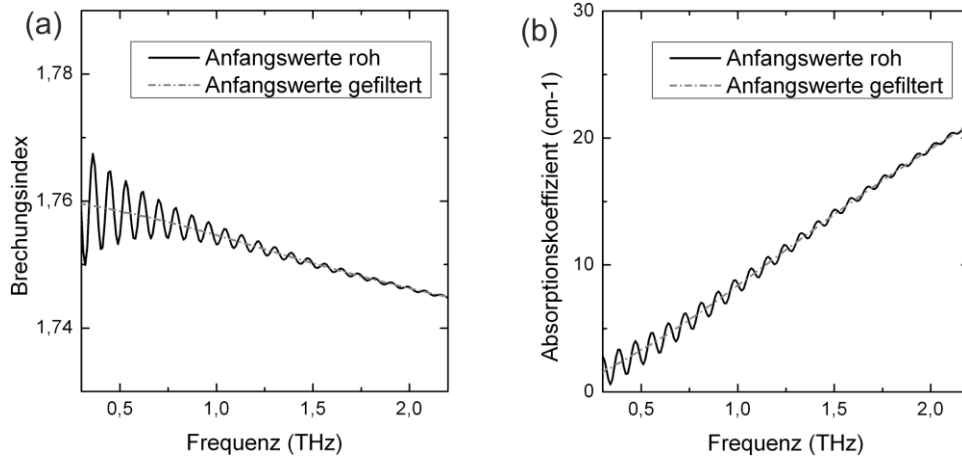 (a)
Anfangswerte roh
Anfangswerte gefiltert
1,78
1,76
1,74
Brechungsindex
0,5
1,0
1,5
2,0
Frequenz (THz)
(b)
Anfangswerte roh
Anfangswerte gefiltert
30
20
10
0
Absorptionskoeffizient (cm-1)
0,5
1,0
1,5
2,0
Frequenz (THz)